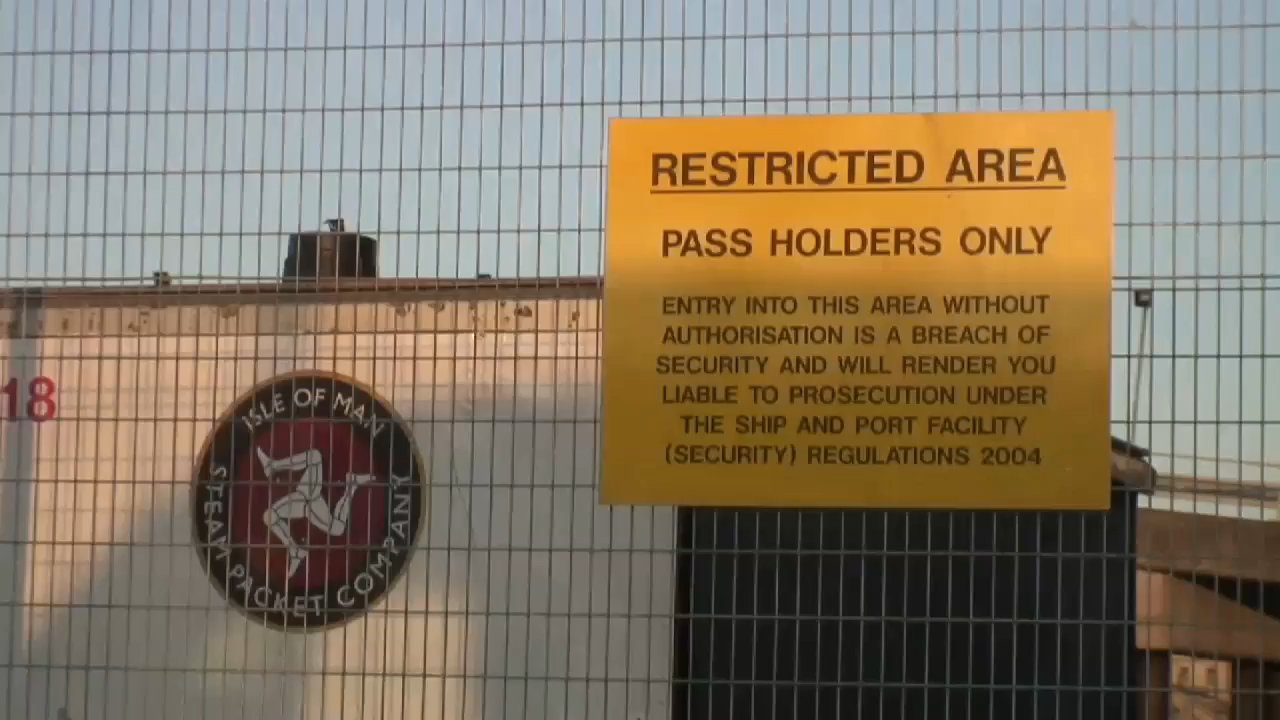 RESTRICTED AREA
PASS HOLDERS ONLY
ENTRY INTO THIS AREA WITHOUT
AUTHORISATION IS A BREACH OF
SECURITY AND WILL RENDER YOU
LIABLE TO PROSECUTION UNDER
THE SHIP AND PORT FACILITY
(SECURITY) REGULATIONS 2004
18
ISLE OF MAN
STEAM PACKET COMPANY